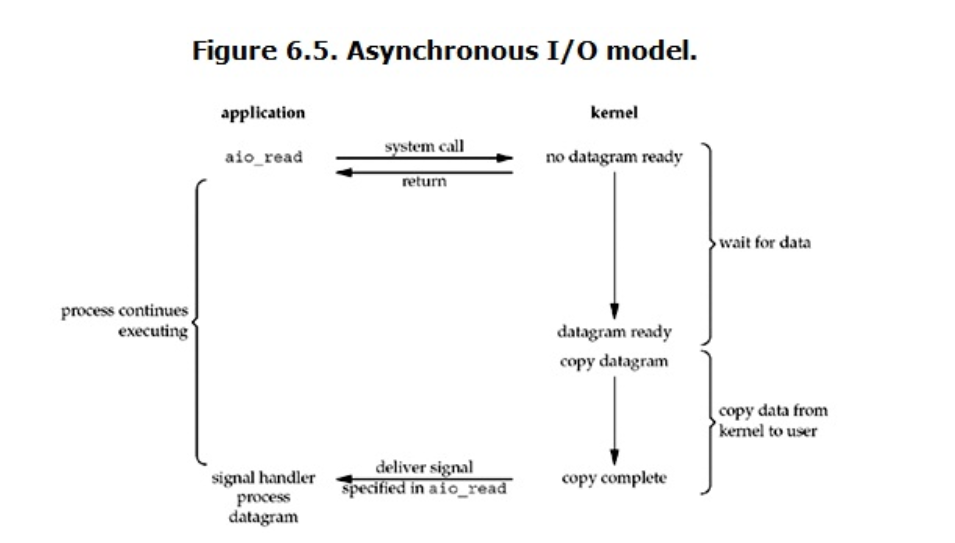 Figure 6.5. Asynchronous I/O model.
application
kernel
aio_read
system call
return
no datagram ready
wait for data
process continues
executing
datagram ready
copy datagram
copy data from
kernel to user
signal handler
process
datagram
deliver signal
specified in aio_read
copy complete